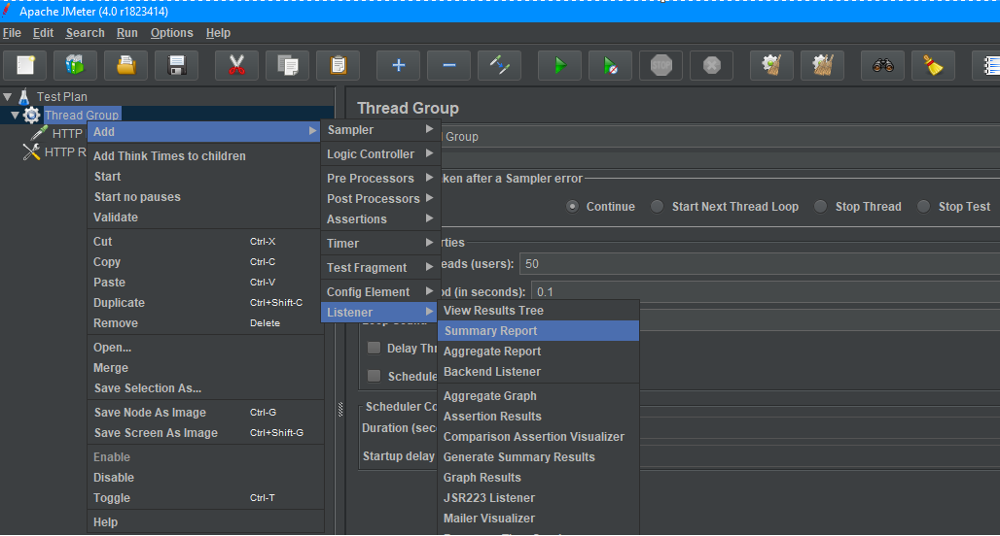 Apache JMeter (4.0 r1823414)
File Edit Search Run Options Help
STOP
Test Plan
Thread Group
HTTP
HTTP R
Add
Add Think Times to children
Start
Start no pauses
Validate
Cut Ctrl-X
Copy Ctrl-C
Paste Ctrl-V
Duplicate Ctrl+Shift-C
Remove Delete
Open...
Merge
Save Selection As...
Save Node As Image Ctrl-G
Save Screen As Image Ctrl+Shift-G
Enable
Disable
Toggle Ctrl-T
Help
Sampler
Logic Controller
Pre Processors
Post Processors
Assertions
Timer
Test Fragment
Config Element
Listener
View Results Tree
Summary Report
Aggregate Report
Backend Listener
Aggregate Graph
Assertion Results
Comparison Assertion Visualizer
Generate Summary Results
Graph Results
JSR223 Listener
Mailer Visualizer
Thread Group
Group
ken after a Sampler error
Continue Start Next Thread Loop Stop Thread Stop Test
rties
reads (users): 50
od (in seconds): 0.1
Delay Thr
Schedule
Scheduler Co
Duration (sec
Startup delay